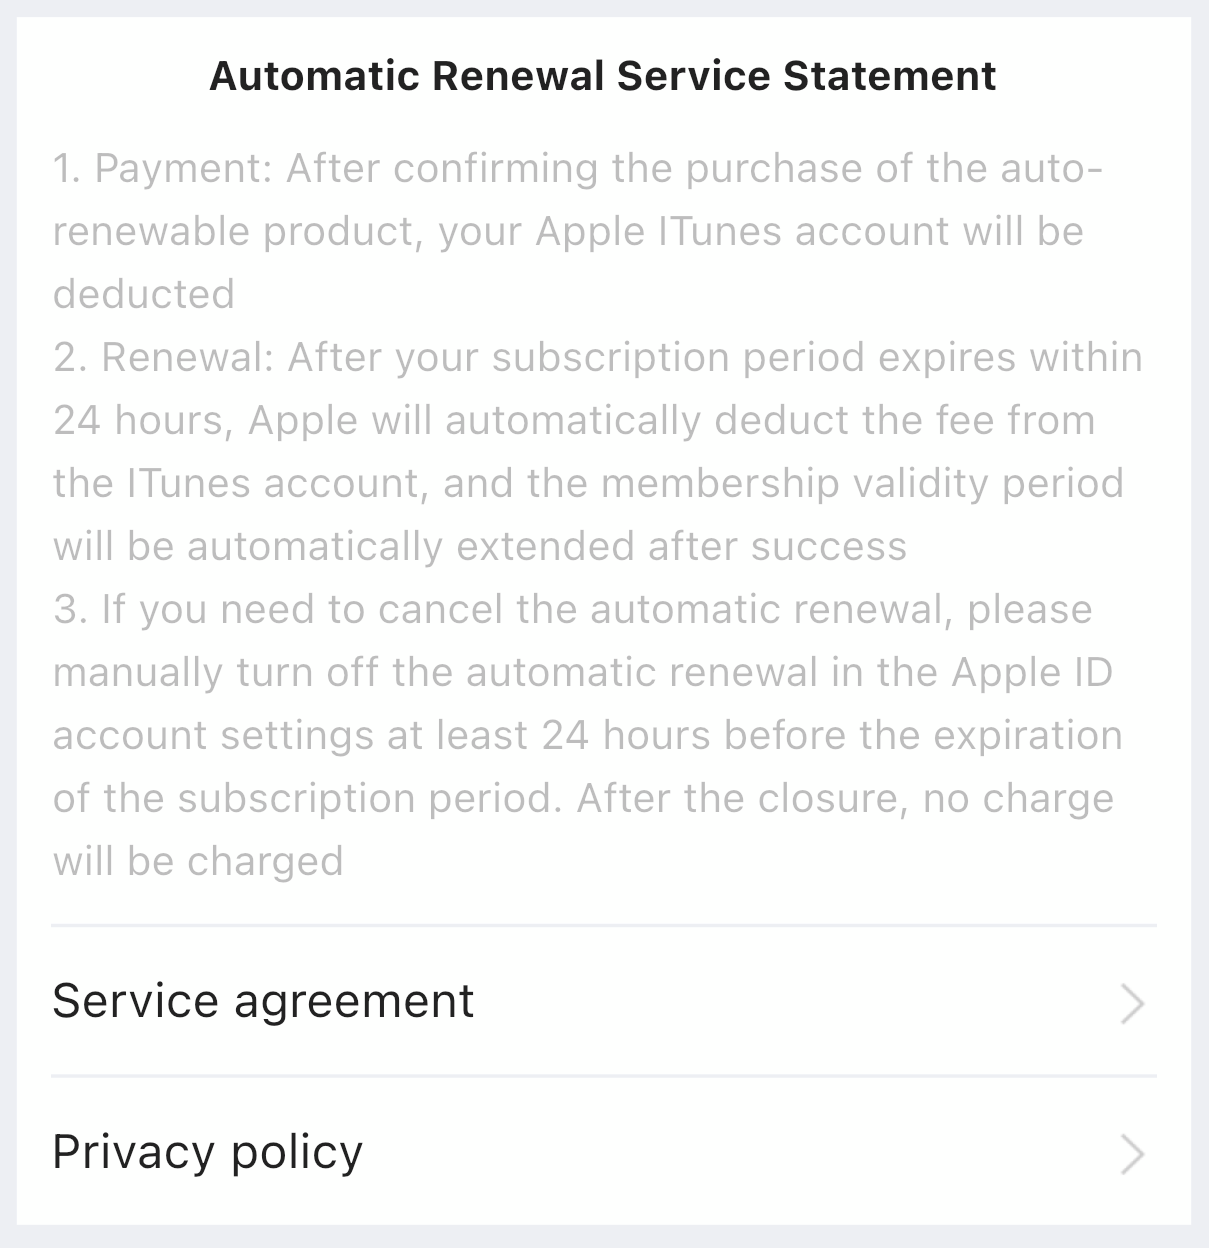 Automatic Renewal Service Statement
1. Payment: After confirming the purchase of the auto-
renewable product, your Apple ITunes account will be
deducted
2. Renewal: After your subscription period expires within
24 hours, Apple will automatically deduct the fee from
the ITunes account, and the membership validity period
will be automatically extended after success
3. If you need to cancel the automatic renewal, please
manually turn off the automatic renewal in the Apple ID
account settings at least 24 hours before the expiration
of the subscription period. After the closure, no charge
will be charged
Service agreement
Privacy policy